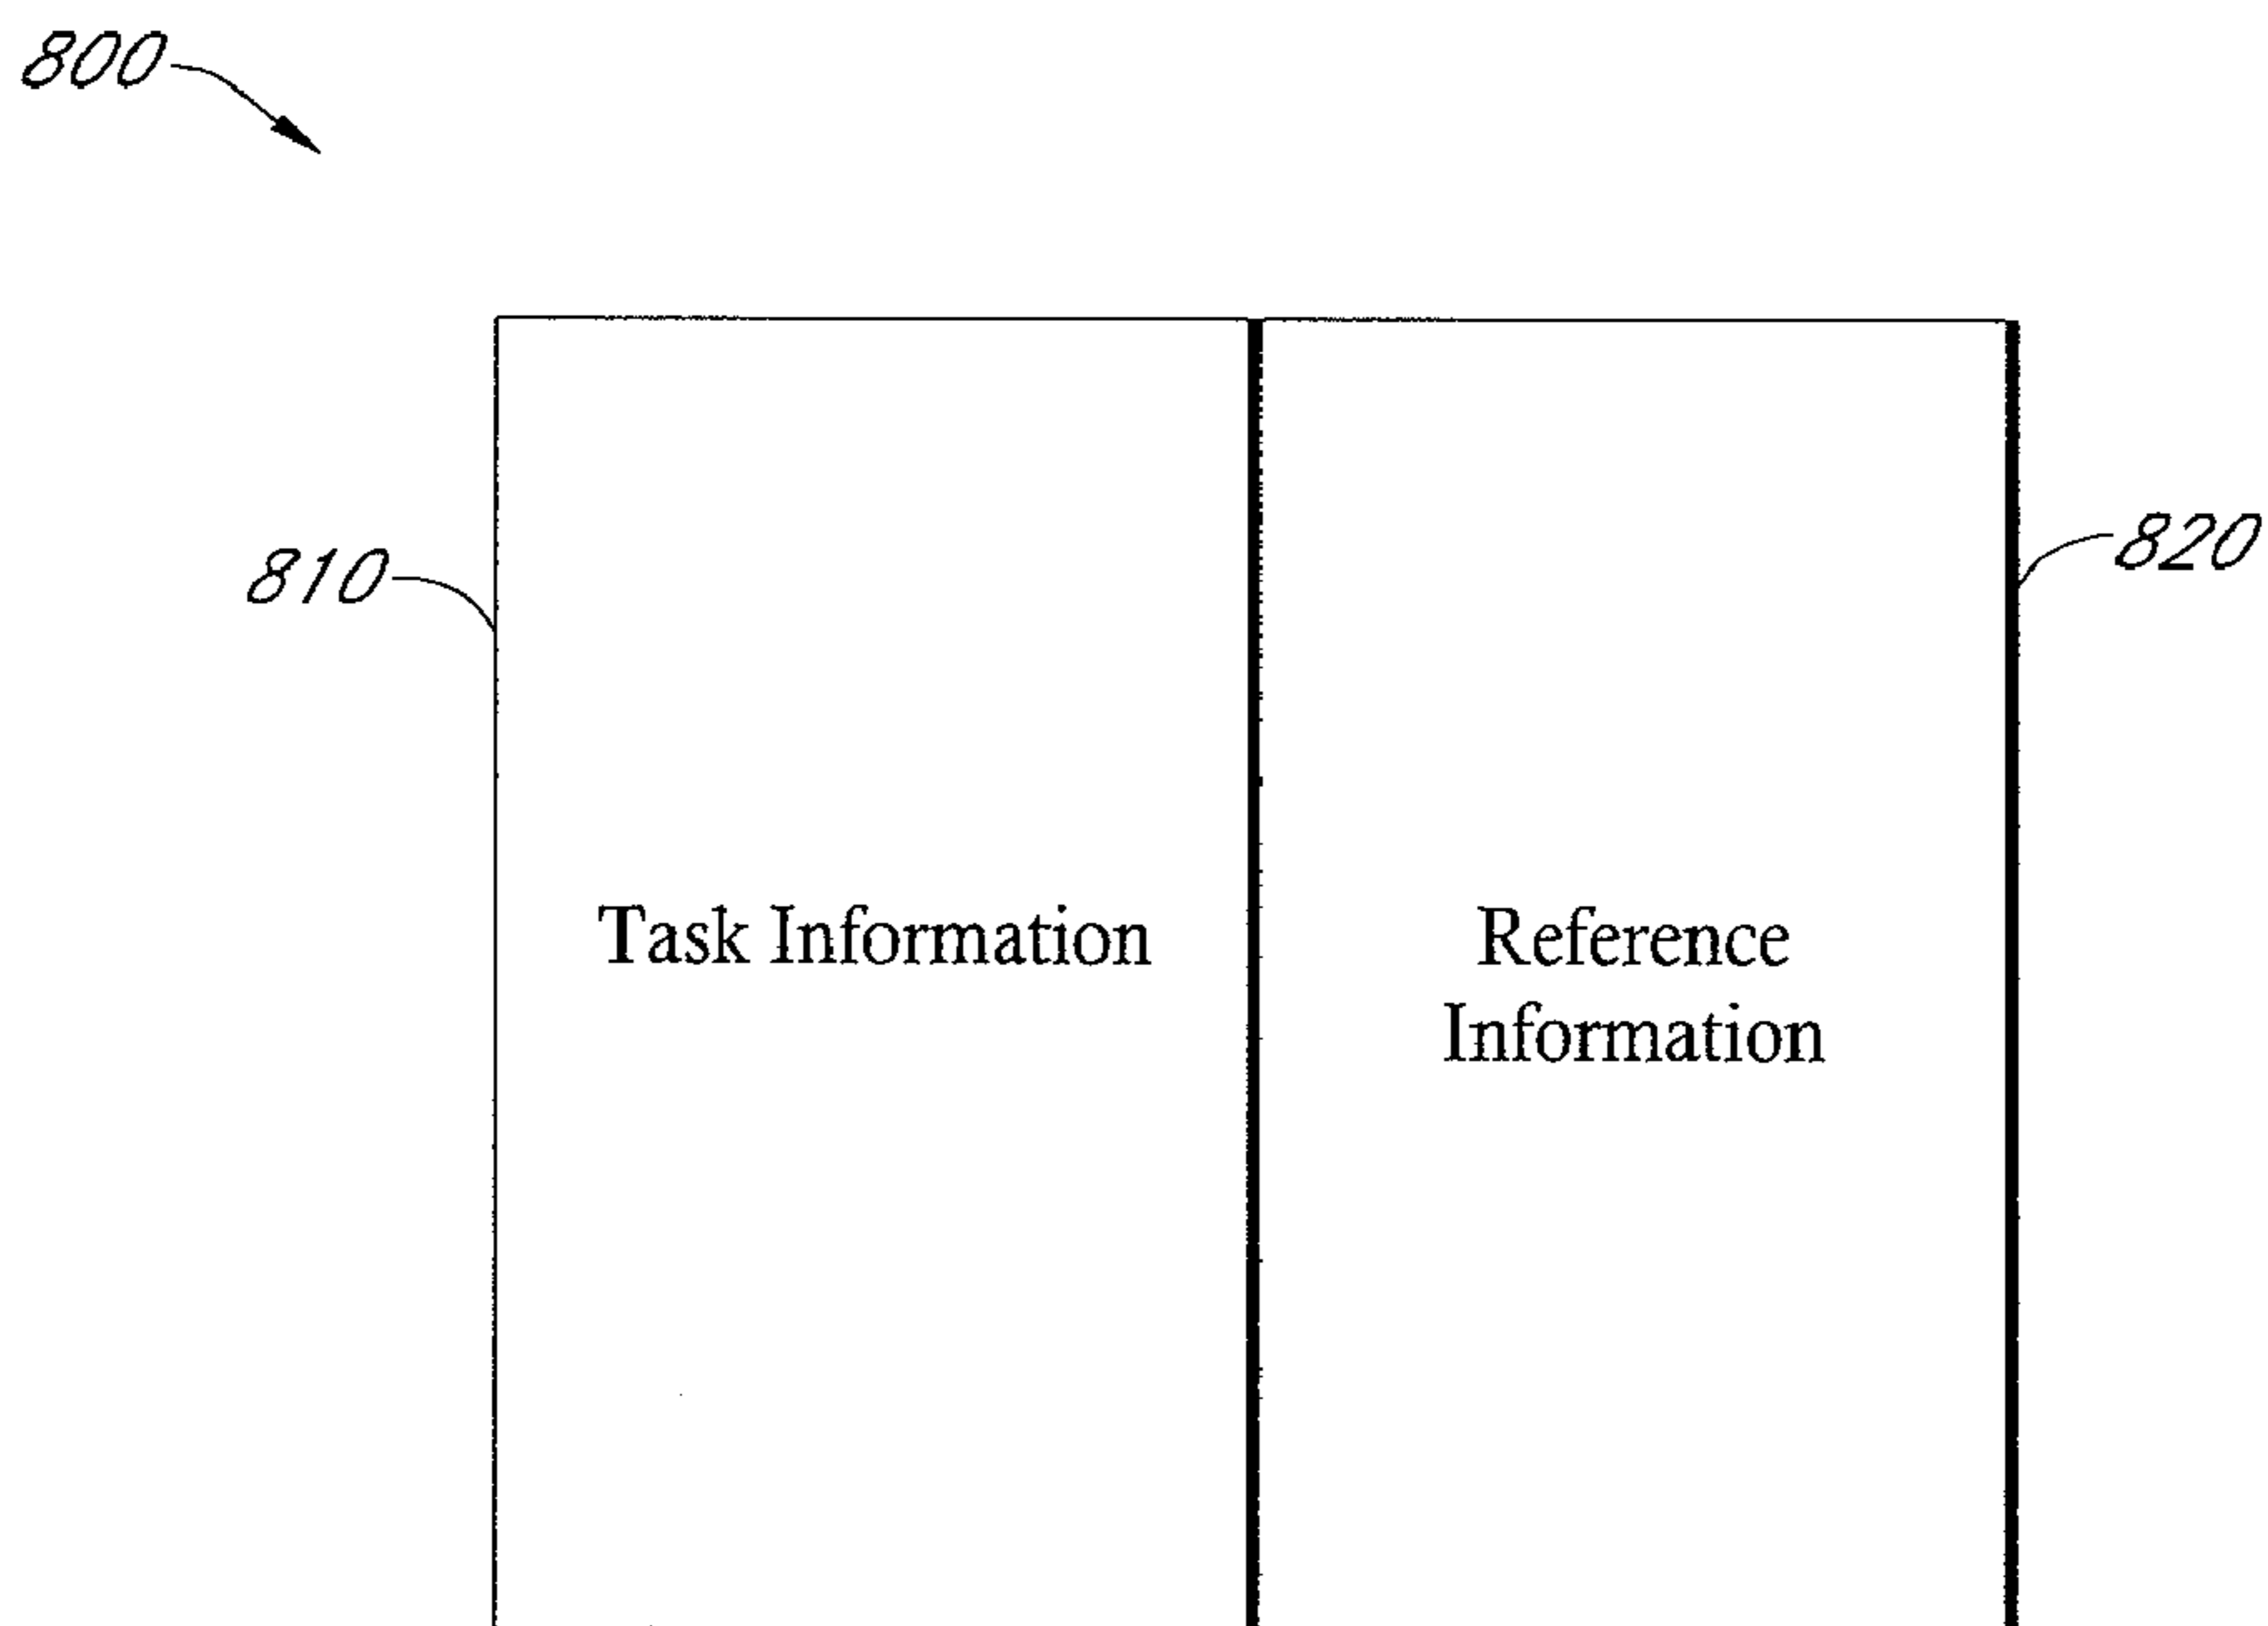 800
810
820
Task Information
Reference
Information